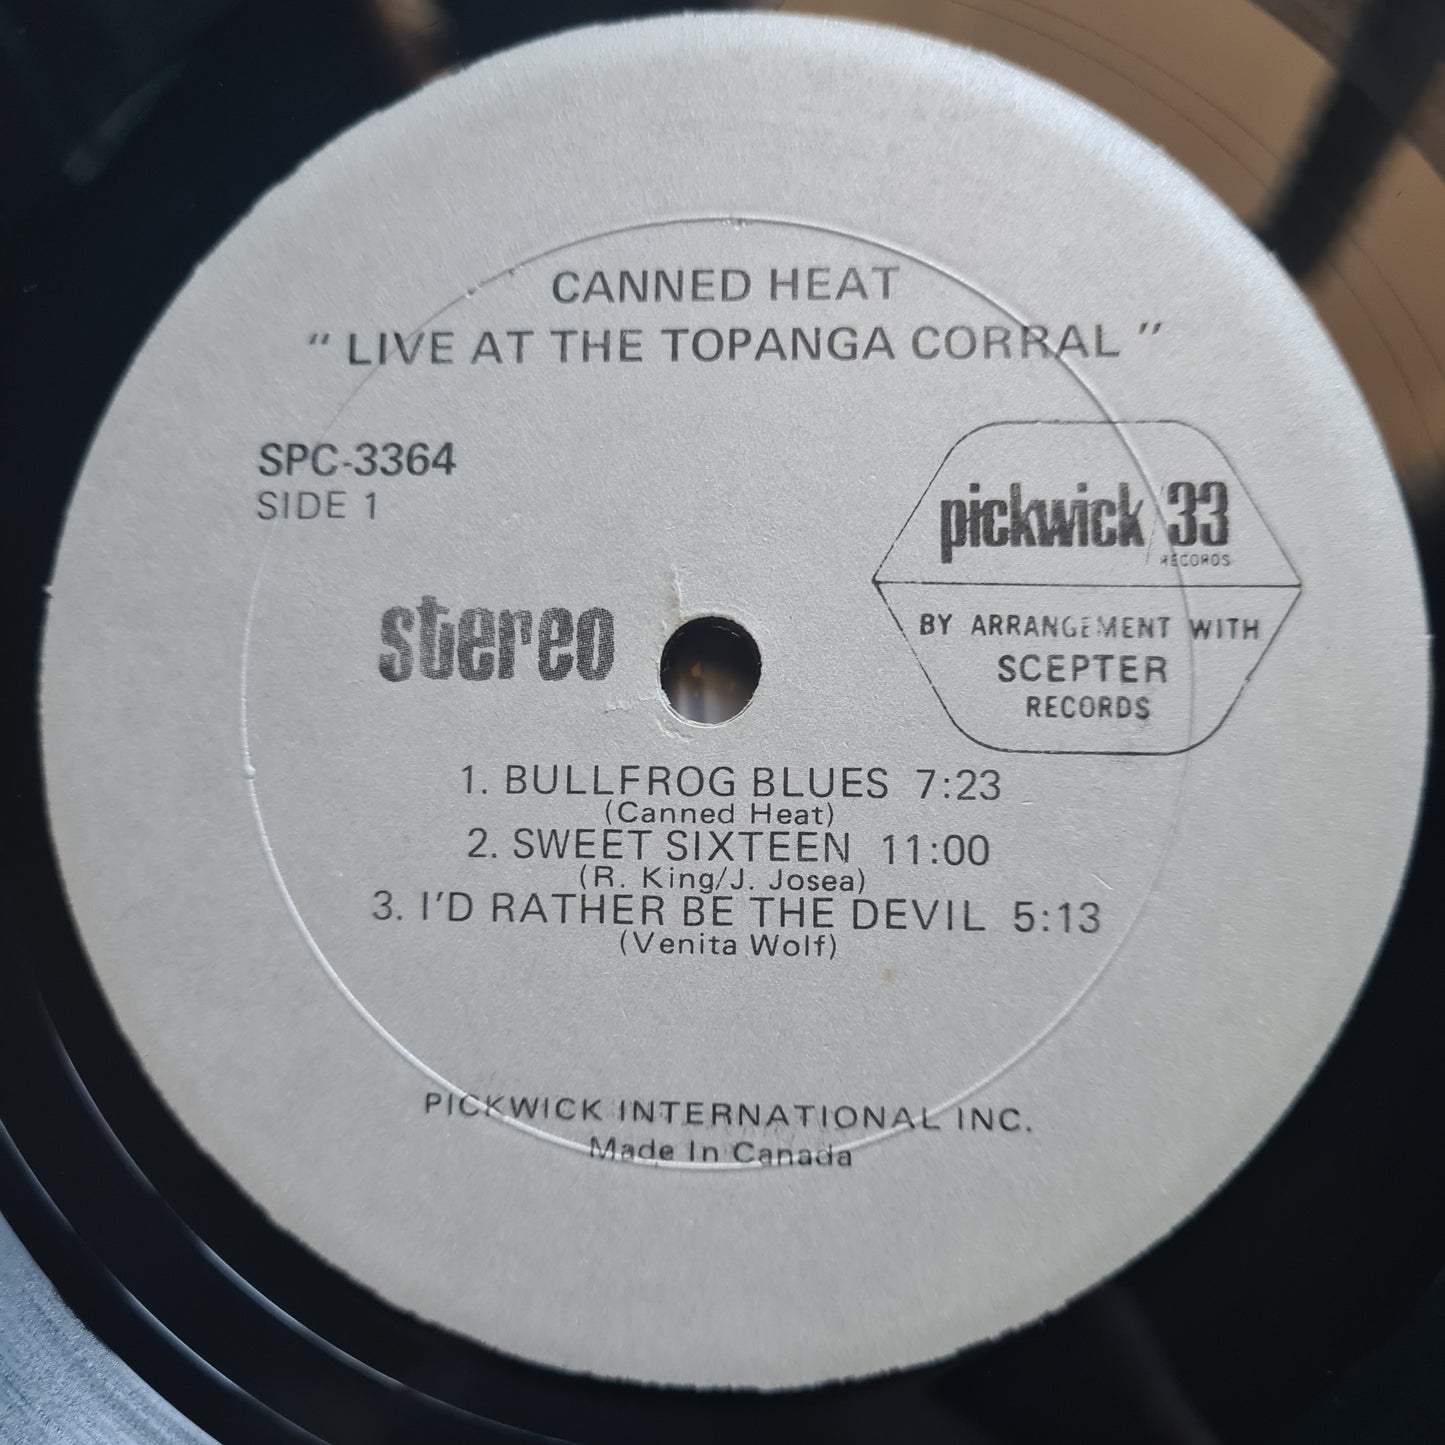 CANNED HEAT
" LIVE AT THE TOPANGA CORRAL "
SPC-3364
SIDE 1
pickwick/33
RECORDS
BY ARRANGEMENT WITH
SCEPTER
RECORDS
stereo
1. BULLFROG BLUES 7:23
(Canned Heat)
2. SWEET SIXTEEN 11:00
(R. King/J. Josea)
3. I'D RATHER BE THE DEVIL 5:13
(Venita Wolf)
PICKWICK INTERNATIONAL INC.
Made In Canada